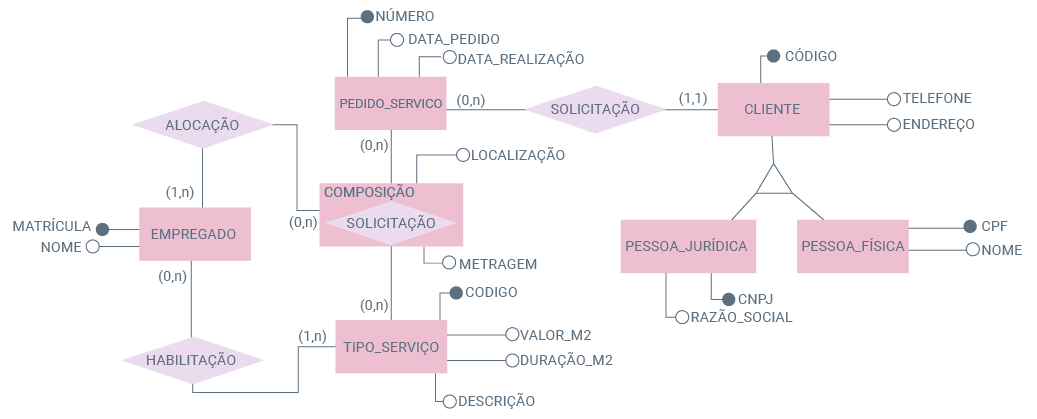 NÚMERO
DATA_PEDIDO
DATA_REALIZAÇÃO
CÓDIGO
PEDIDO_SERVICO
(0,n)
SOLICITAÇÃO
(1,1)
CLIENTE
TELEFONE
ENDEREÇO
ALOCAÇÃO
(0,n)
LOCALIZAÇÃO
(1,n)
COMPOSIÇÃO
(0,n)
SOLICITAÇÃO
MATRÍCULA
NOME
EMPREGADO
PESSOA_JURÍDICA
PESSOA_FÍSICA
CPF
NOME
METRAGEM
(0,n)
CODIGO
CNPJ
RAZÃO_SOCIAL
(0,n)
(1,n)
HABILITAÇÃO
TIPO_SERVIÇO
VALOR_M2
DURAÇÃO_M2
DESCRIÇÃO